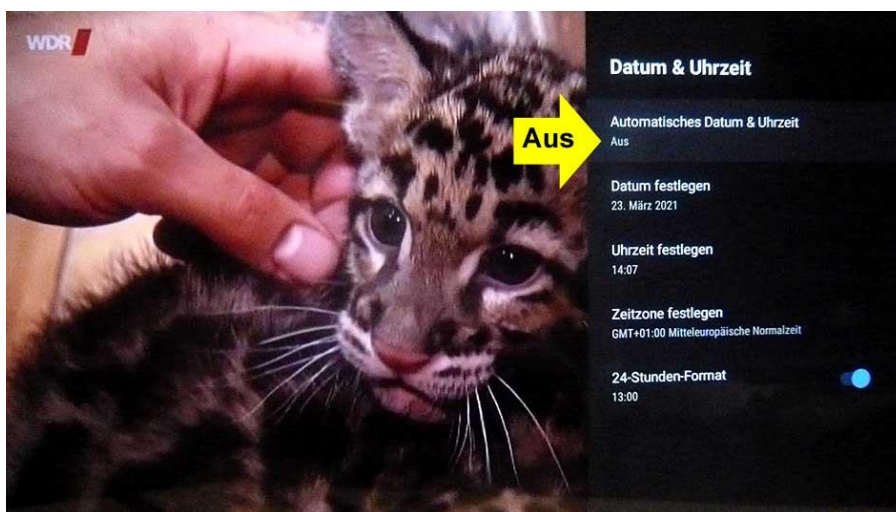 WDR
Datum & Uhrzeit
Automatisches Datum & Uhrzeit
Aus
Aus
Datum festlegen
23. März 2021
Uhrzeit festlegen
14:07
Zeitzone festlegen
GMT+01:00 Mitteleuropäische Normalzeit
24-Stunden-Format
13:00